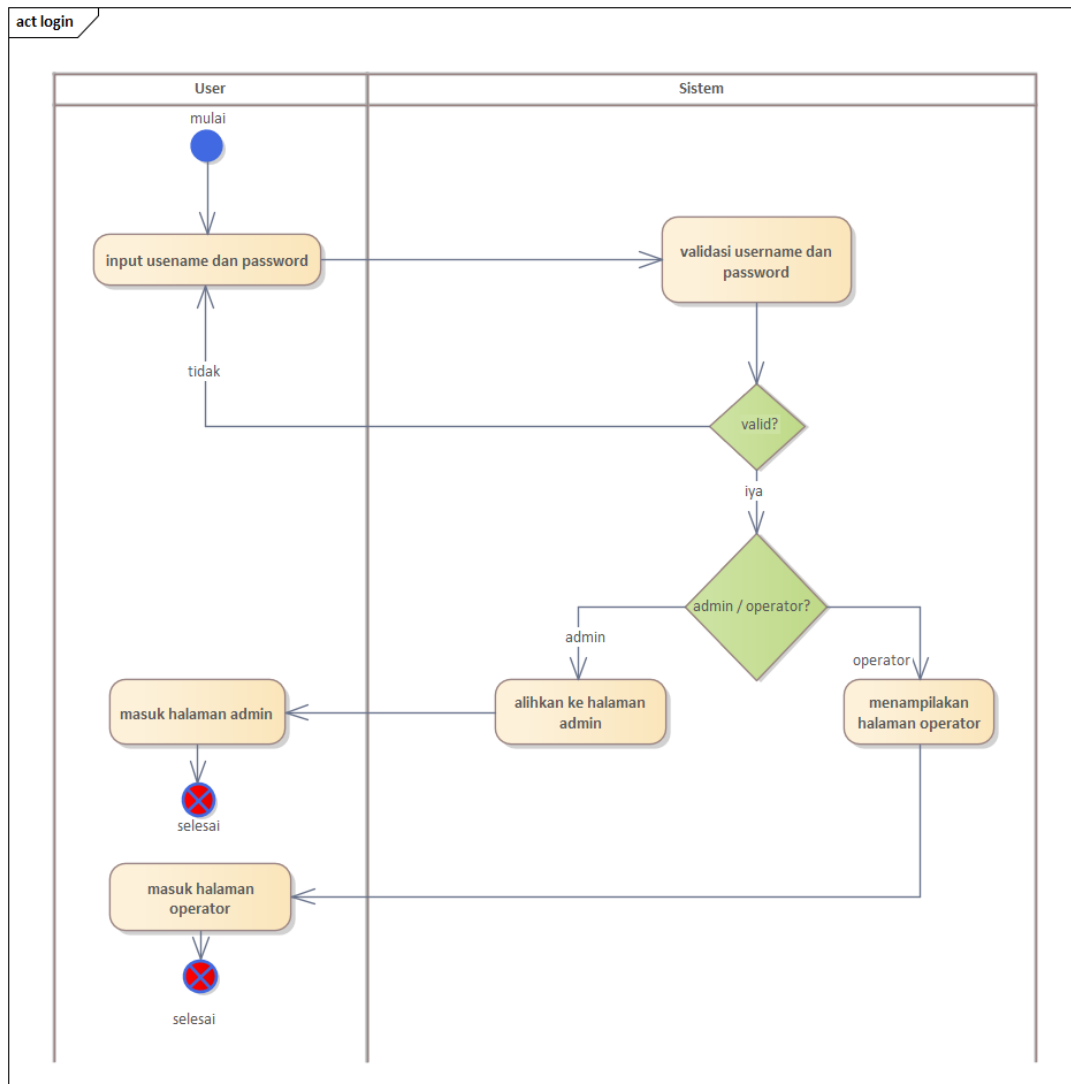 act login
User
Sistem
mulai
input usename dan password
validasi username dan
password
tidak
valid?
iya
admin / operator?
admin
operator
masuk halaman admin
alihkan ke halaman
admin
menampilakan
halaman operator
selesai
masuk halaman
operator
selesai